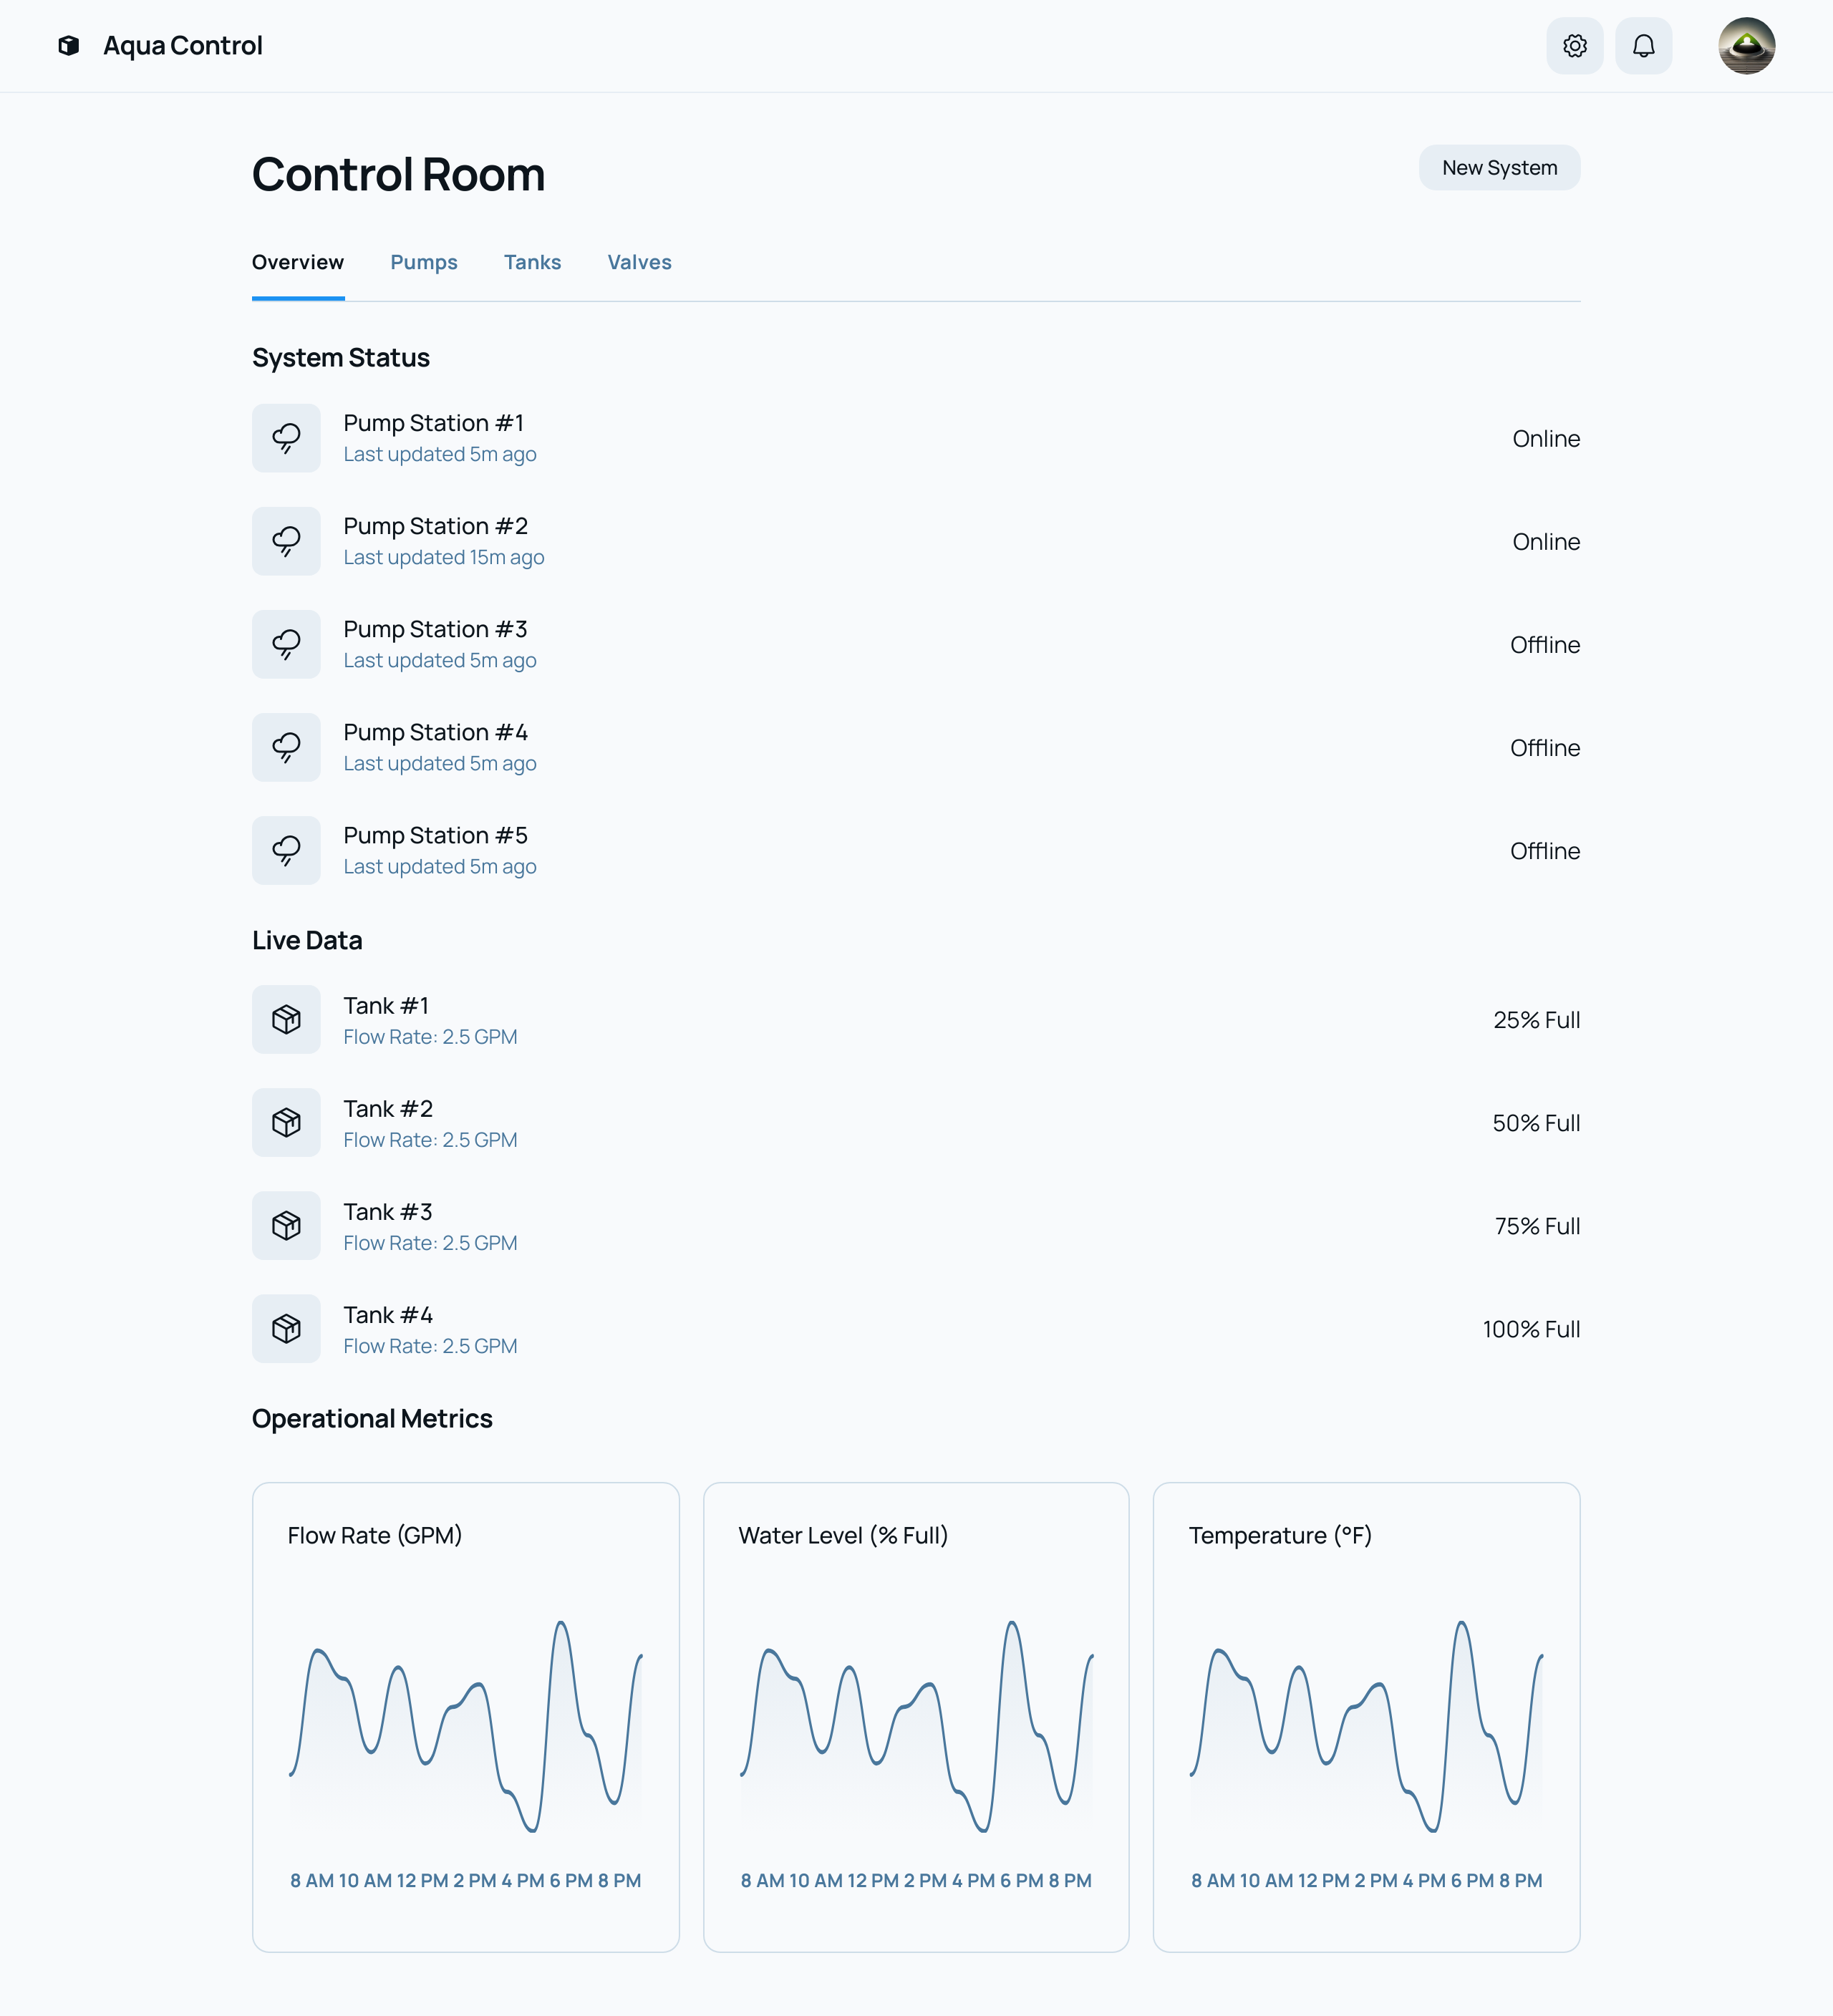 Aqua Control
Control Room
New System
Overview Pumps Tanks Valves
System Status
Pump Station #1
Last updated 5m ago
Online
Pump Station #2
Last updated 15m ago
Online
Pump Station #3
Last updated 5m ago
Offline
Pump Station #4
Last updated 5m ago
Offline
Pump Station #5
Last updated 5m ago
Offline
Live Data
Tank #1
Flow Rate: 2.5 GPM
25% Full
Tank #2
Flow Rate: 2.5 GPM
50% Full
Tank #3
Flow Rate: 2.5 GPM
75% Full
Tank #4
Flow Rate: 2.5 GPM
100% Full
Operational Metrics
Flow Rate (GPM)
8 AM 10 AM 12 PM 2 PM 4 PM 6 PM 8 PM
Water Level (% Full)
8 AM 10 AM 12 PM 2 PM 4 PM 6 PM 8 PM
Temperature (°F)
8 AM 10 AM 12 PM 2 PM 4 PM 6 PM 8 PM